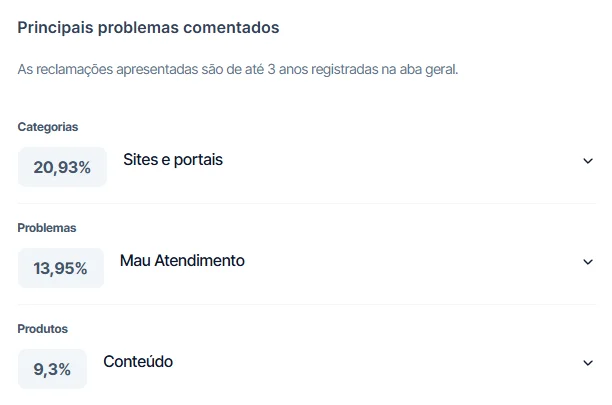 Principais problemas comentados
As reclamações apresentadas são de até 3 anos registradas na aba geral.
Categorias
20,93% Sites e portais
Problemas
13,95% Mau Atendimento
Produtos
9,3% Conteúdo